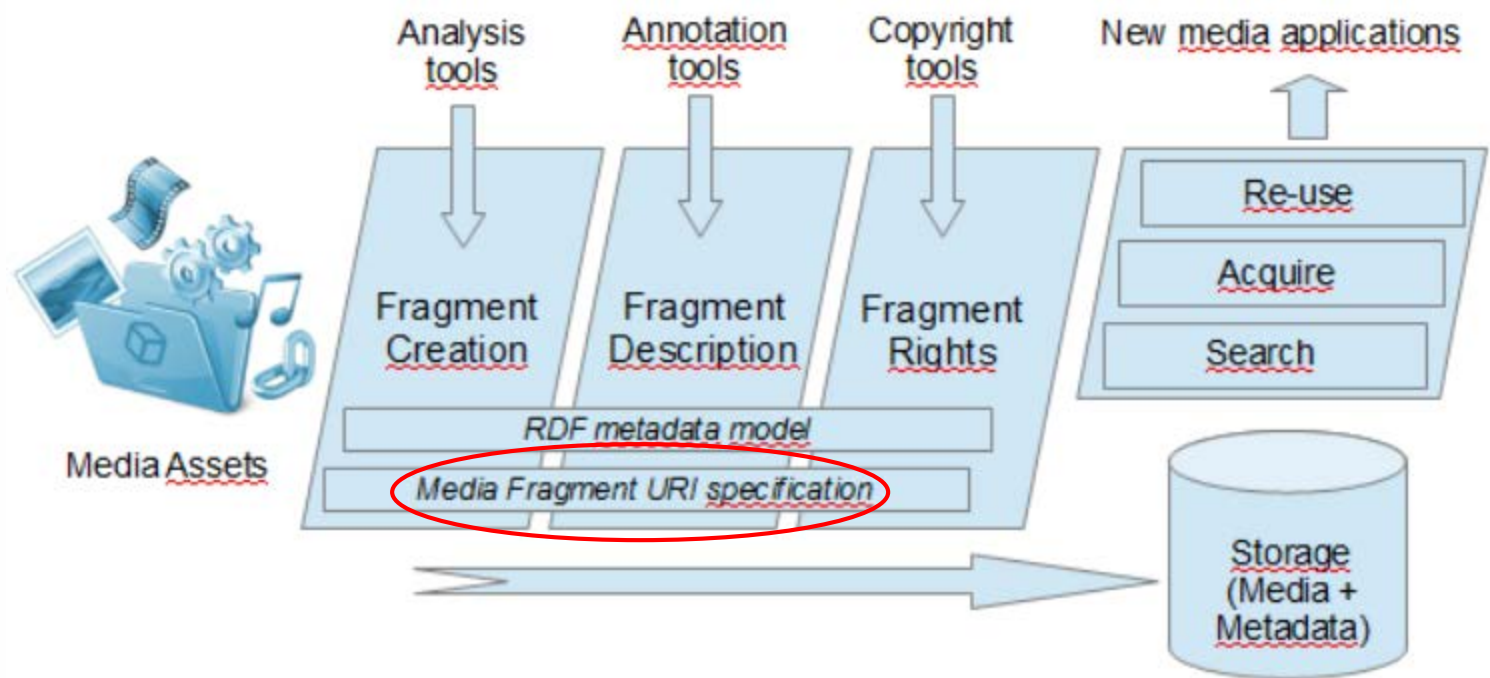 Analysis
tools
Annotation
tools
Copyright
tools
New media applications
Fragment
Creation
Fragment
Description
Fragment
Rights
Re-use
Acquire
Search
RDF metadata model
Media Assets
Media Fragment URI specification
Storage
(Media +
Metadata)